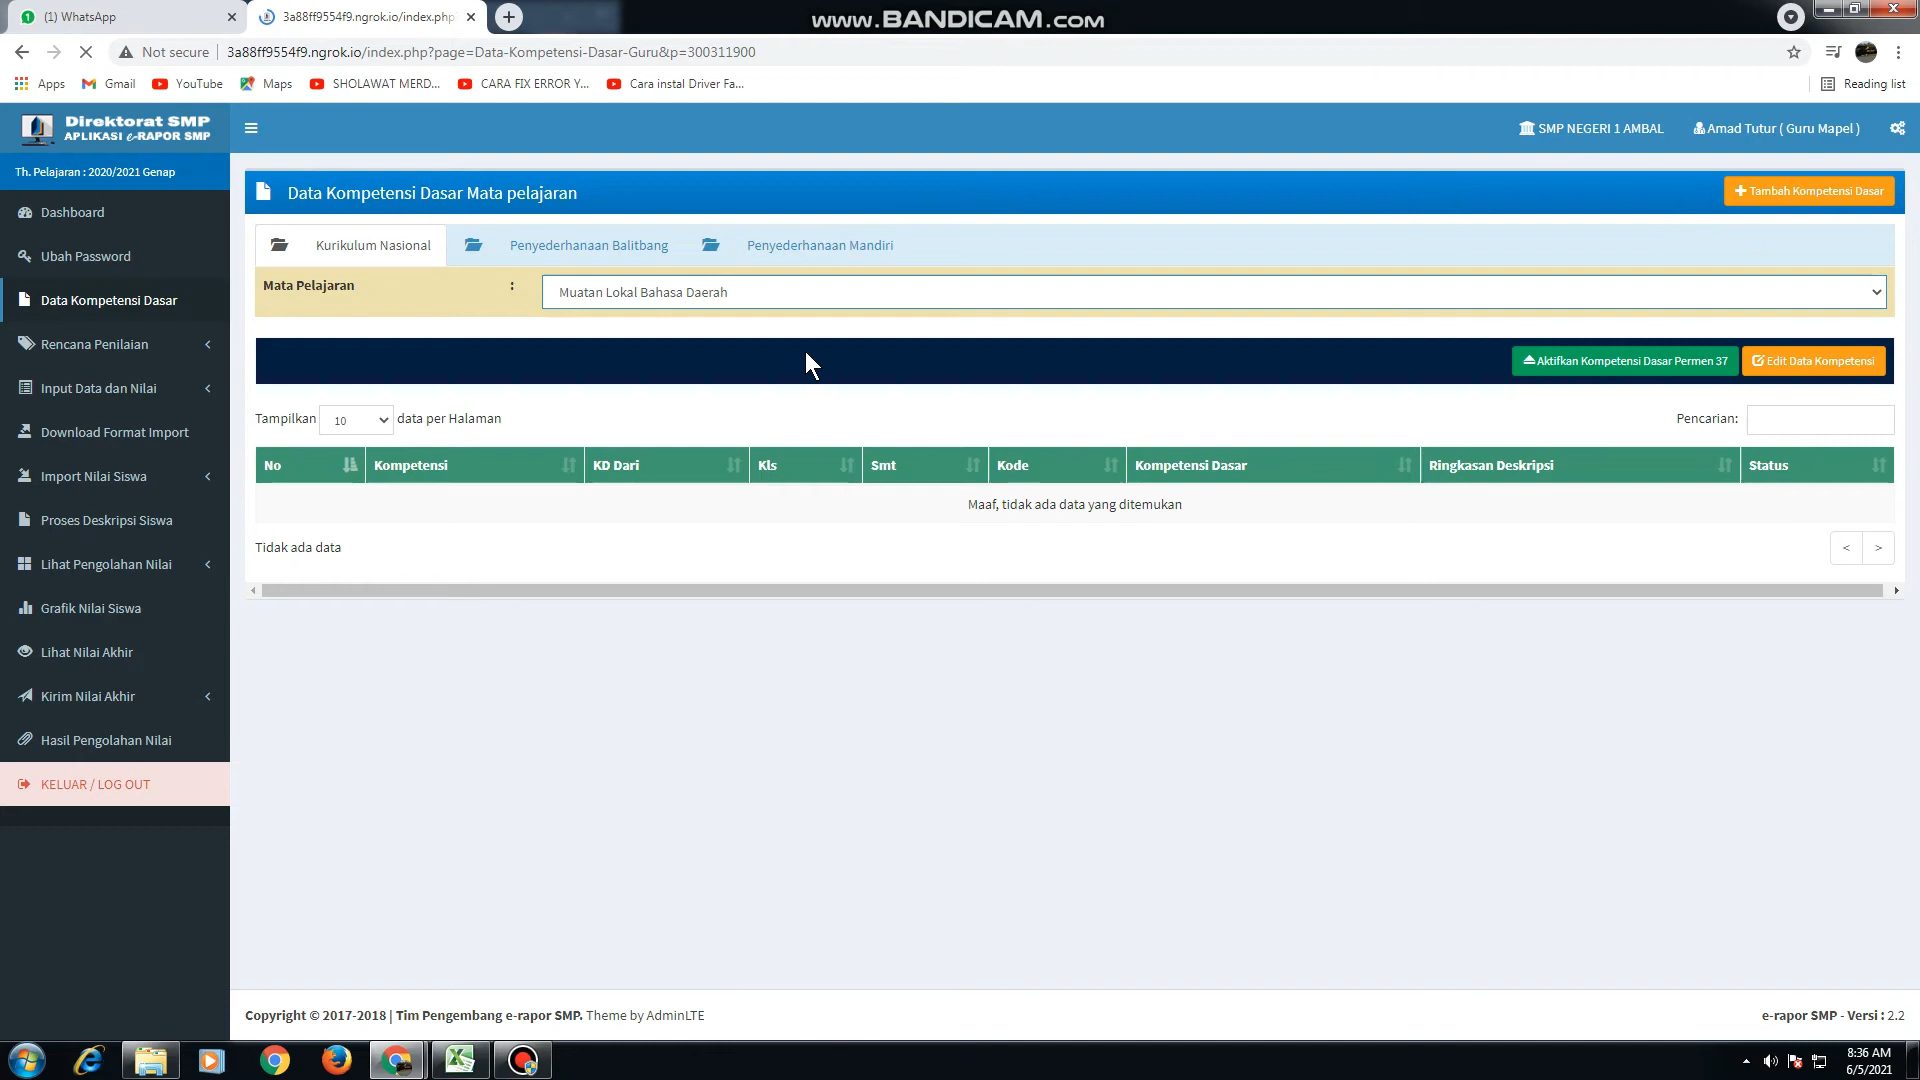 (1) WhatsApp
3a88ff9554f9.ngrok.io/index.php
www.BANDICAM.com
Not secure
3a88ff9554f9.ngrok.io/index.php?page=Data-Kompetensi-Dasar-Guru&p=300311900
Apps
Gmail
YouTube
Maps
SHOLAWAT MERD...
CARA FIX ERROR Y...
Cara instal Driver Fa...
Reading list
Direktorat SMP
APLIKASI e-RAPOR SMP
SMP NEGERI 1 AMBAL
Amad Tutur ( Guru Mapel )
Th. Pelajaran : 2020/2021 Genap
Dashboard
Ubah Password
Data Kompetensi Dasar
Rencana Penilaian
Input Data dan Nilai
Download Format Import
Import Nilai Siswa
Proses Deskripsi Siswa
Lihat Pengolahan Nilai
Grafik Nilai Siswa
Lihat Nilai Akhir
Kirim Nilai Akhir
Hasil Pengolahan Nilai
KELUAR / LOG OUT
Data Kompetensi Dasar Mata pelajaran
Tambah Kompetensi Dasar
Kurikulum Nasional
Penyederhanaan Balitbang
Penyederhanaan Mandiri
Mata Pelajaran :
Muatan Lokal Bahasa Daerah
Aktifkan Kompetensi Dasar Permen 37
Edit Data Kompetensi
Tampilkan 10 data per Halaman
Pencarian:
No Kompetensi KD Dari Kls Smt Kode Kompetensi Dasar Ringkasan Deskripsi Status
Maaf, tidak ada data yang ditemukan
Tidak ada data
< >
Copyright © 2017-2018 | Tim Pengembang e-rapor SMP. Theme by AdminLTE
e-rapor SMP - Versi : 2.2
8:36 AM
6/5/2021